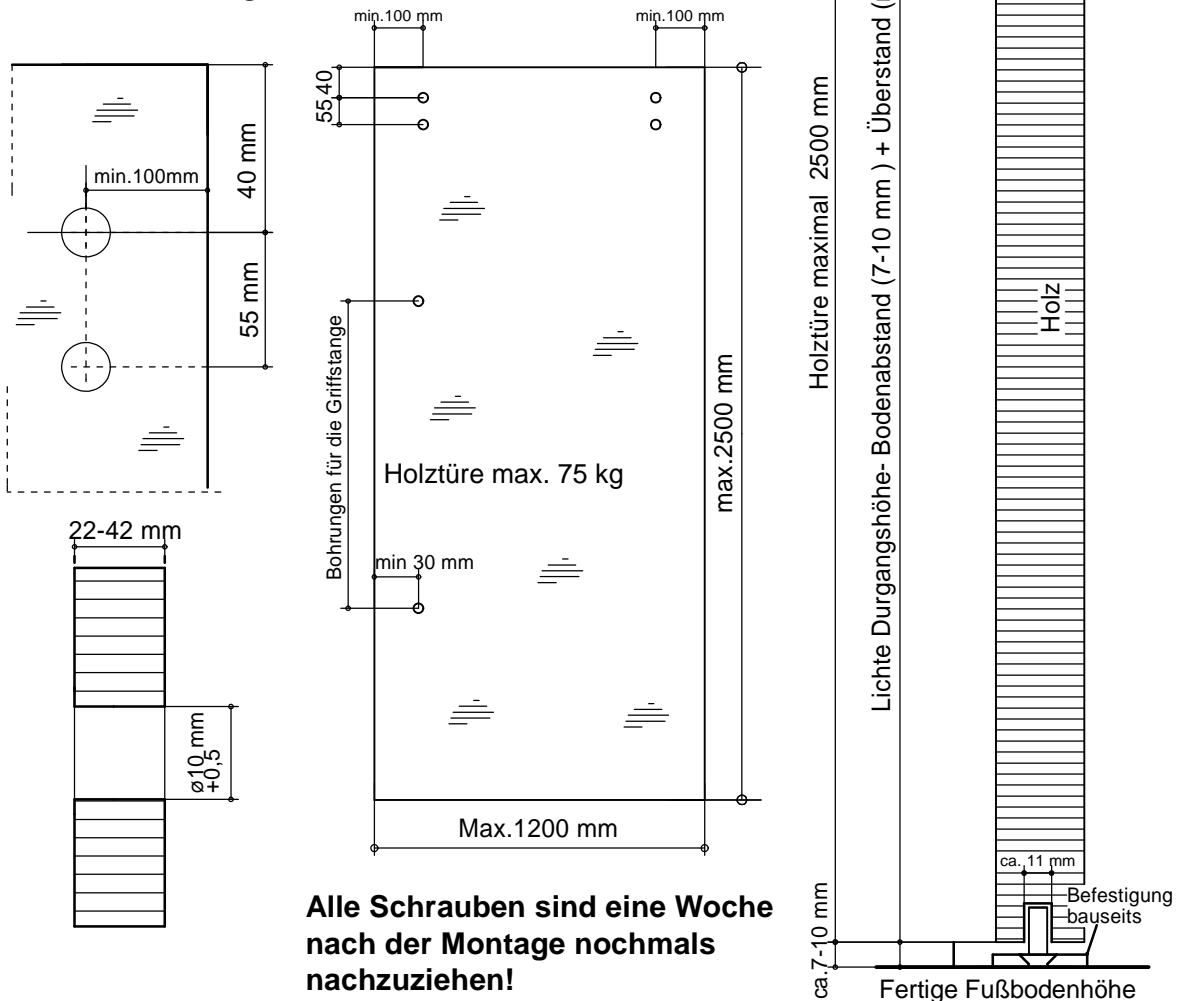 min.100 mm
min.100 mm
40
55
min.100mm
40 mm
55 mm
22-42 mm
ø10 mm
+0,5
Bohrungen für die Griffstange
Holztüre max. 75 kg
min 30 mm
max.2500 mm
Max.1200 mm
Alle Schrauben sind eine Woche
nach der Montage nochmals
nachzuziehen!
Holztüre maximal 2500 mm
Lichte Durgangshöhe- Bodenabstand (7-10 mm ) + Überstand (
Holz
ca. 11 mm
Befestigung
bauseits
ca.7-10 mm
Fertige Fußbodenhöhe